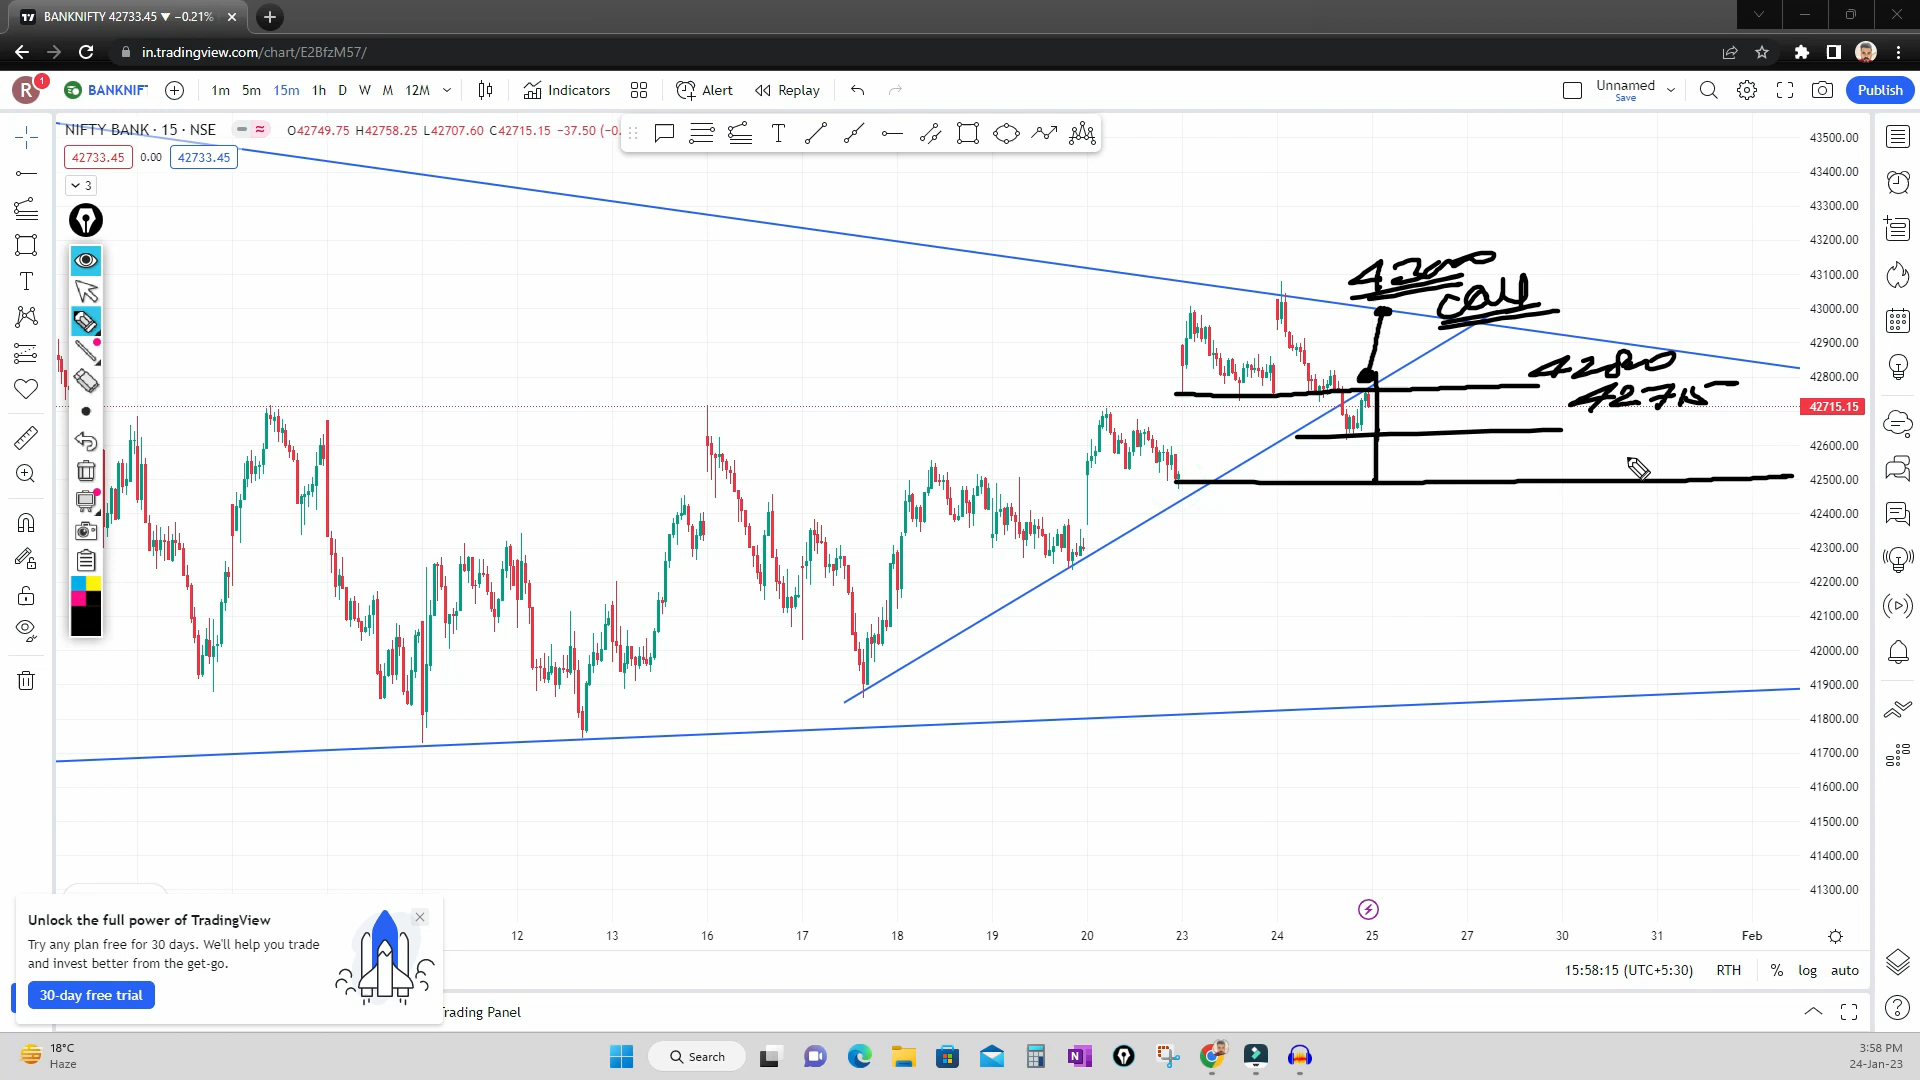 BANKNIFTY 42733.45 ▼ −0.21%
in.tradingview.com/chart/E2BfzM57/
R 1 BANKNIF 1m 5m 15m 1h D W M 12M Indicators Alert Replay Unnamed Save Publish
NIFTY BANK · 15 · NSE O42749.75 H42758.25 L42707.60 C42715.15 −37.50
42733.45 0.00 42733.45
3
43500.00
43400.00
43300.00
43200.00
43100.00
43000.00
42900.00
42800.00
42715.15
42600.00
42500.00
42400.00
42300.00
42200.00
42100.00
42000.00
41900.00
41800.00
41700.00
41600.00
41500.00
41400.00
41300.00
call
42800
42715
12 13 16 17 18 19 20 23 24 25 27 30 31 Feb
Unlock the full power of TradingView
Try any plan free for 30 days. We'll help you trade
and invest better from the get-go.
30-day free trial
15:58:15 (UTC+5:30) RTH % log auto
rading Panel
18°C
Haze
Search
3:58 PM
24-Jan-23